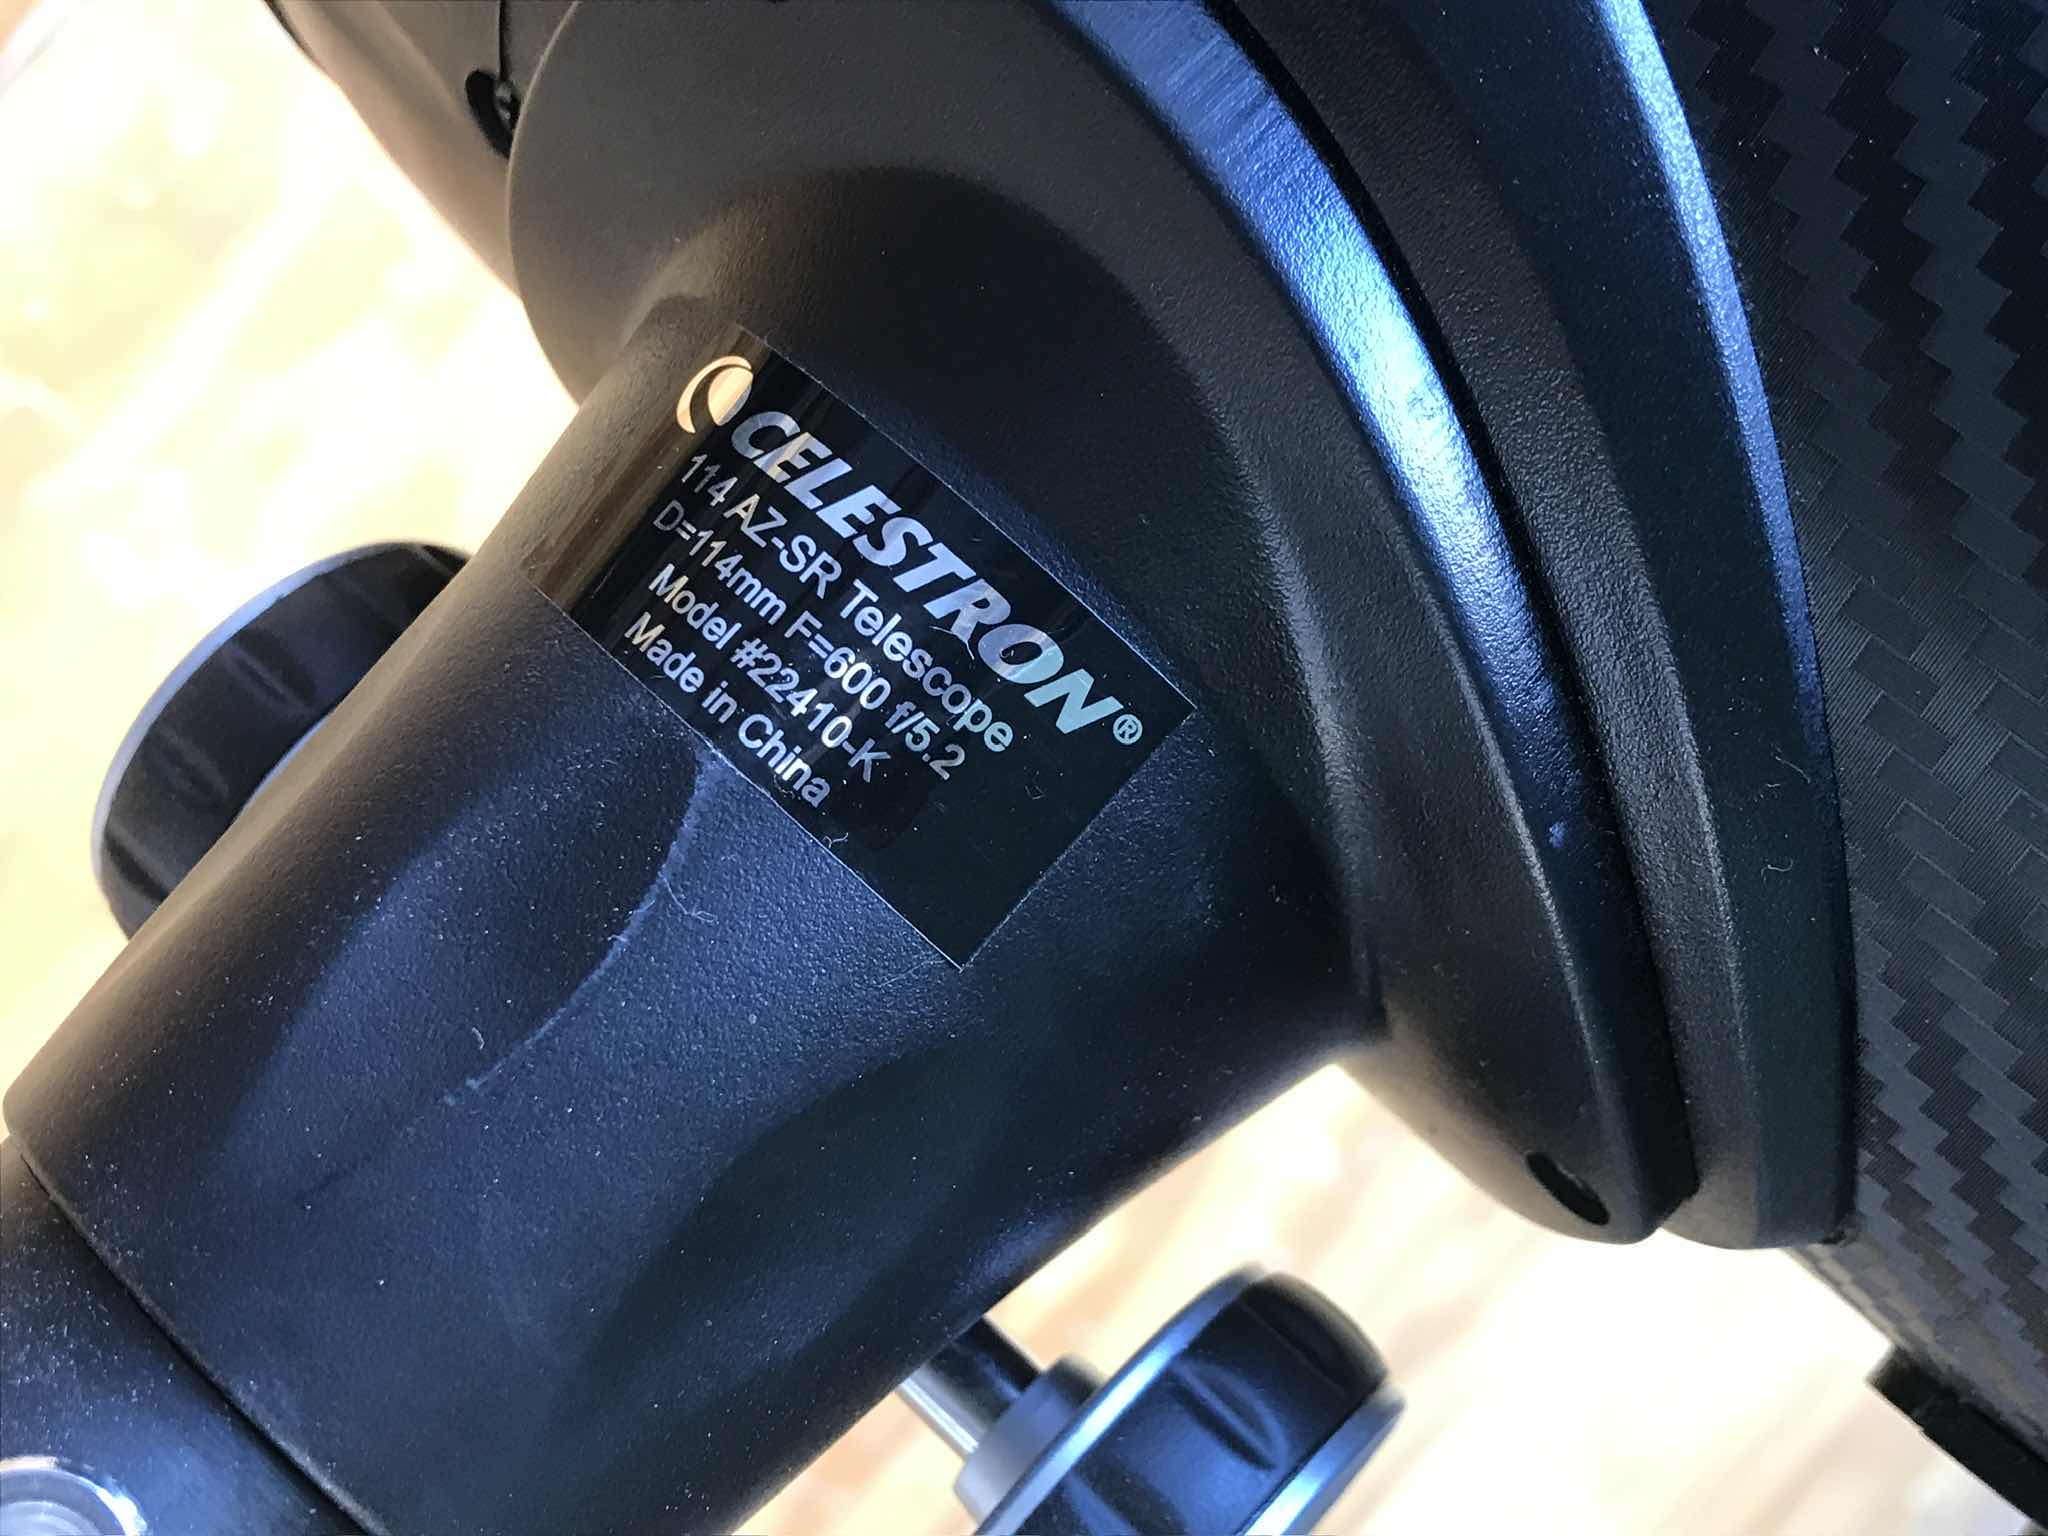 CELESTRON®
114 AZ-SR Telescope
D=114mm F=600 f/5.2
Model #22410-K
Made in China